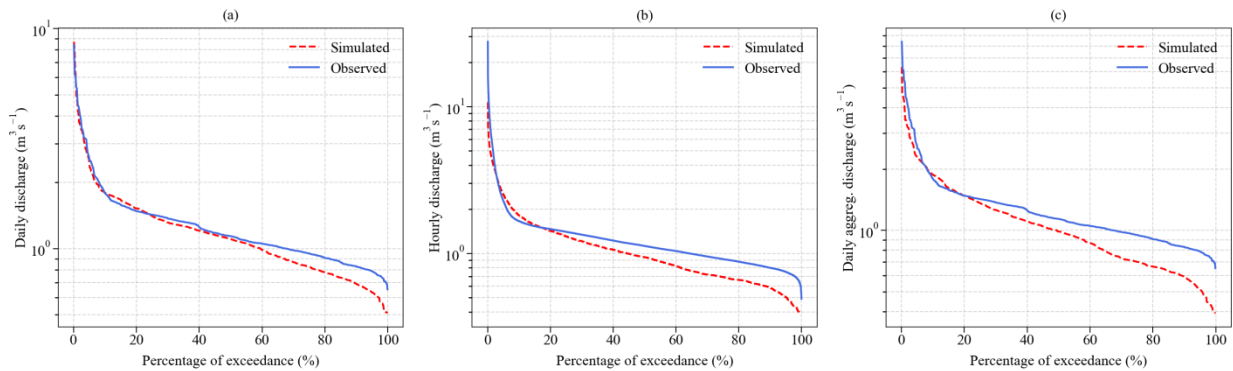 (a)
Daily discharge (m³ s⁻¹)
10¹
10⁰
Simulated
Observed
0 20 40 60 80 100
Percentage of exceedance (%)
(b)
Hourly discharge (m³ s⁻¹)
10¹
10⁰
Simulated
Observed
0 20 40 60 80 100
Percentage of exceedance (%)
(c)
Daily aggreg. discharge (m³ s⁻¹)
10⁰
Simulated
Observed
0 20 40 60 80 100
Percentage of exceedance (%)